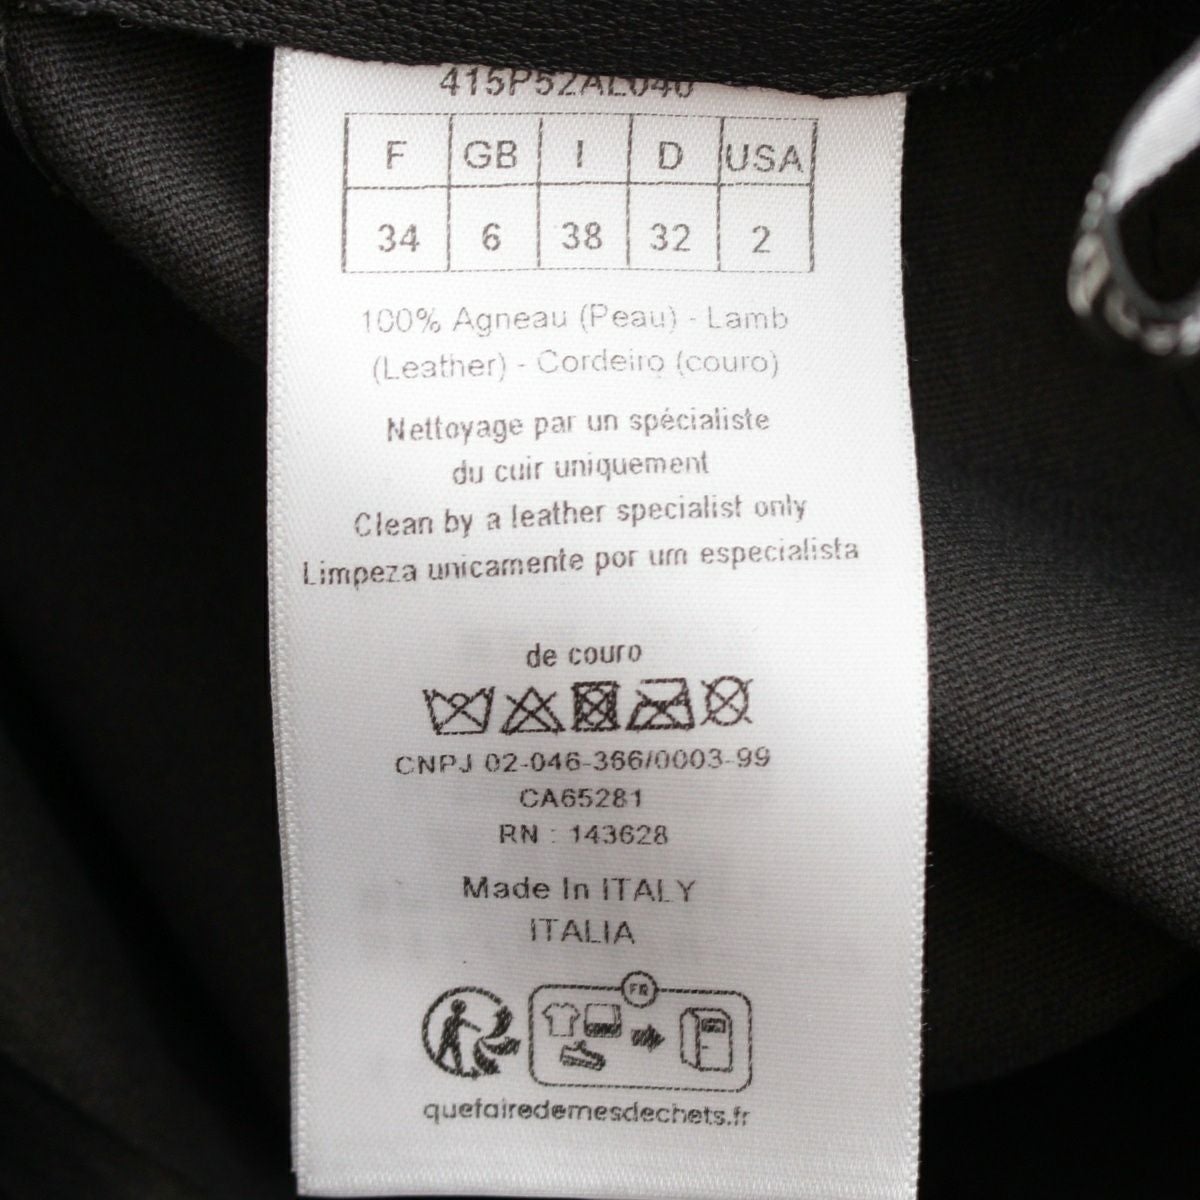 415P52AL040
F GB I D USA
34 6 38 32 2
100% Agneau (Peau) - Lamb
(Leather) - Cordeiro (couro)
Nettoyage par un spécialiste
du cuir uniquement
Clean by a leather specialist only
Limpeza unicamente por um especialista
de couro
CNPJ 02-046-366/0003-99
CA65281
RN : 143628
Made In ITALY
ITALIA
FR
quefairedemesdechets.fr